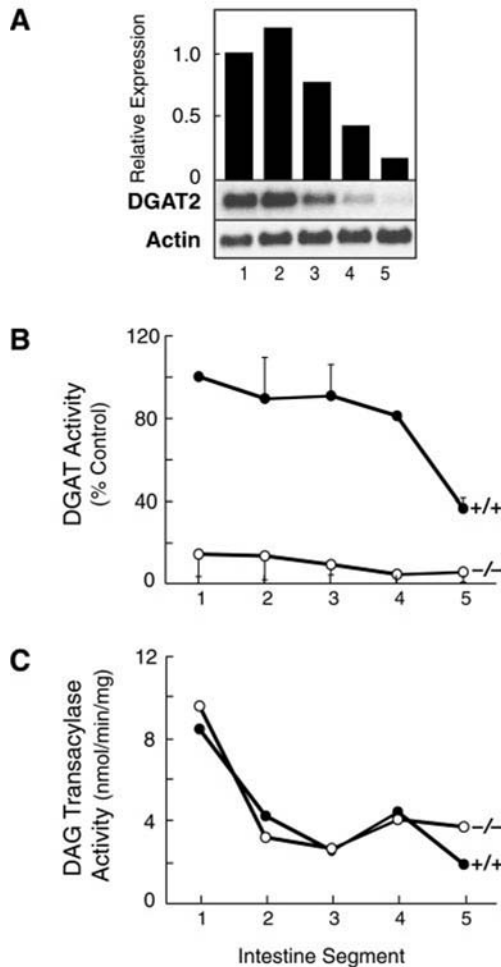 A
Relative Expression
1.0
0.5
0
DGAT2
Actin
1 2 3 4 5
B
DGAT Activity
(% Control)
120
80
40
0
+/+
−/−
1 2 3 4 5
C
DAG Transacylase
Activity (nmol/min/mg)
12
8
4
0
−/−
+/+
1 2 3 4 5
Intestine Segment